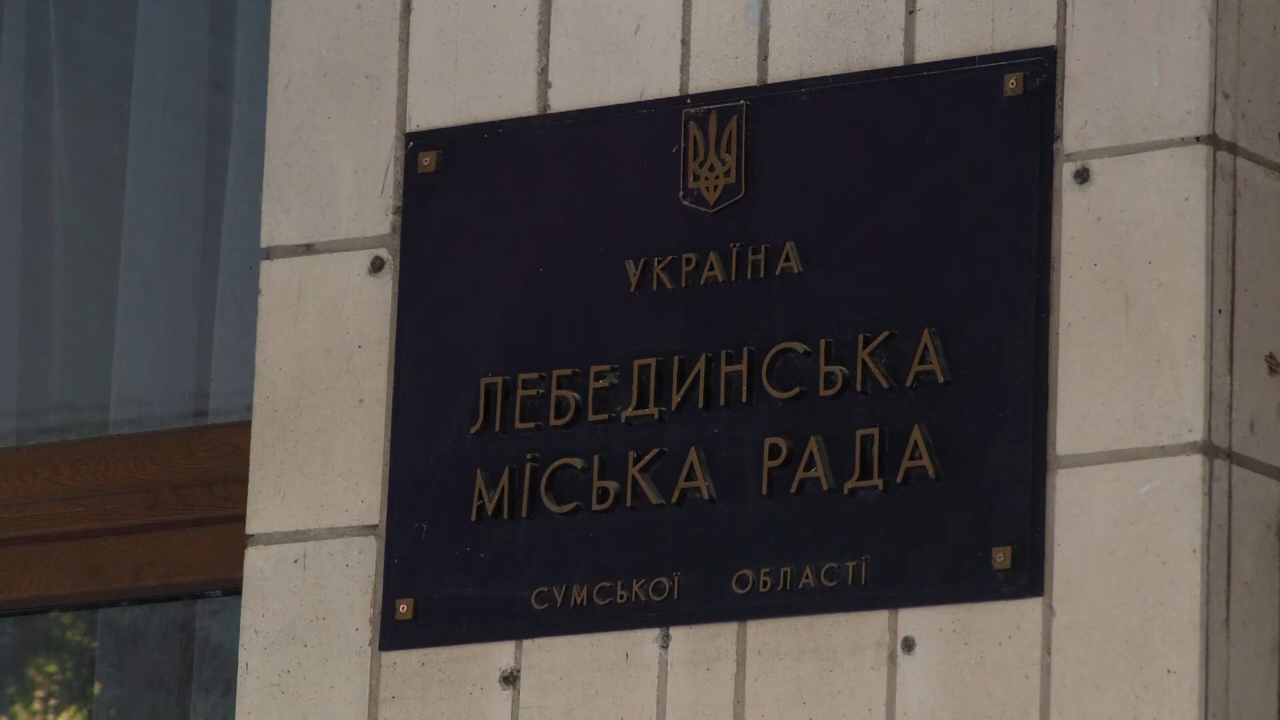 УКРАЇНА
ЛЕБЕДИНСЬКА
МІСЬКА РАДА
СУМСЬКОЇ ОБЛАСТІ